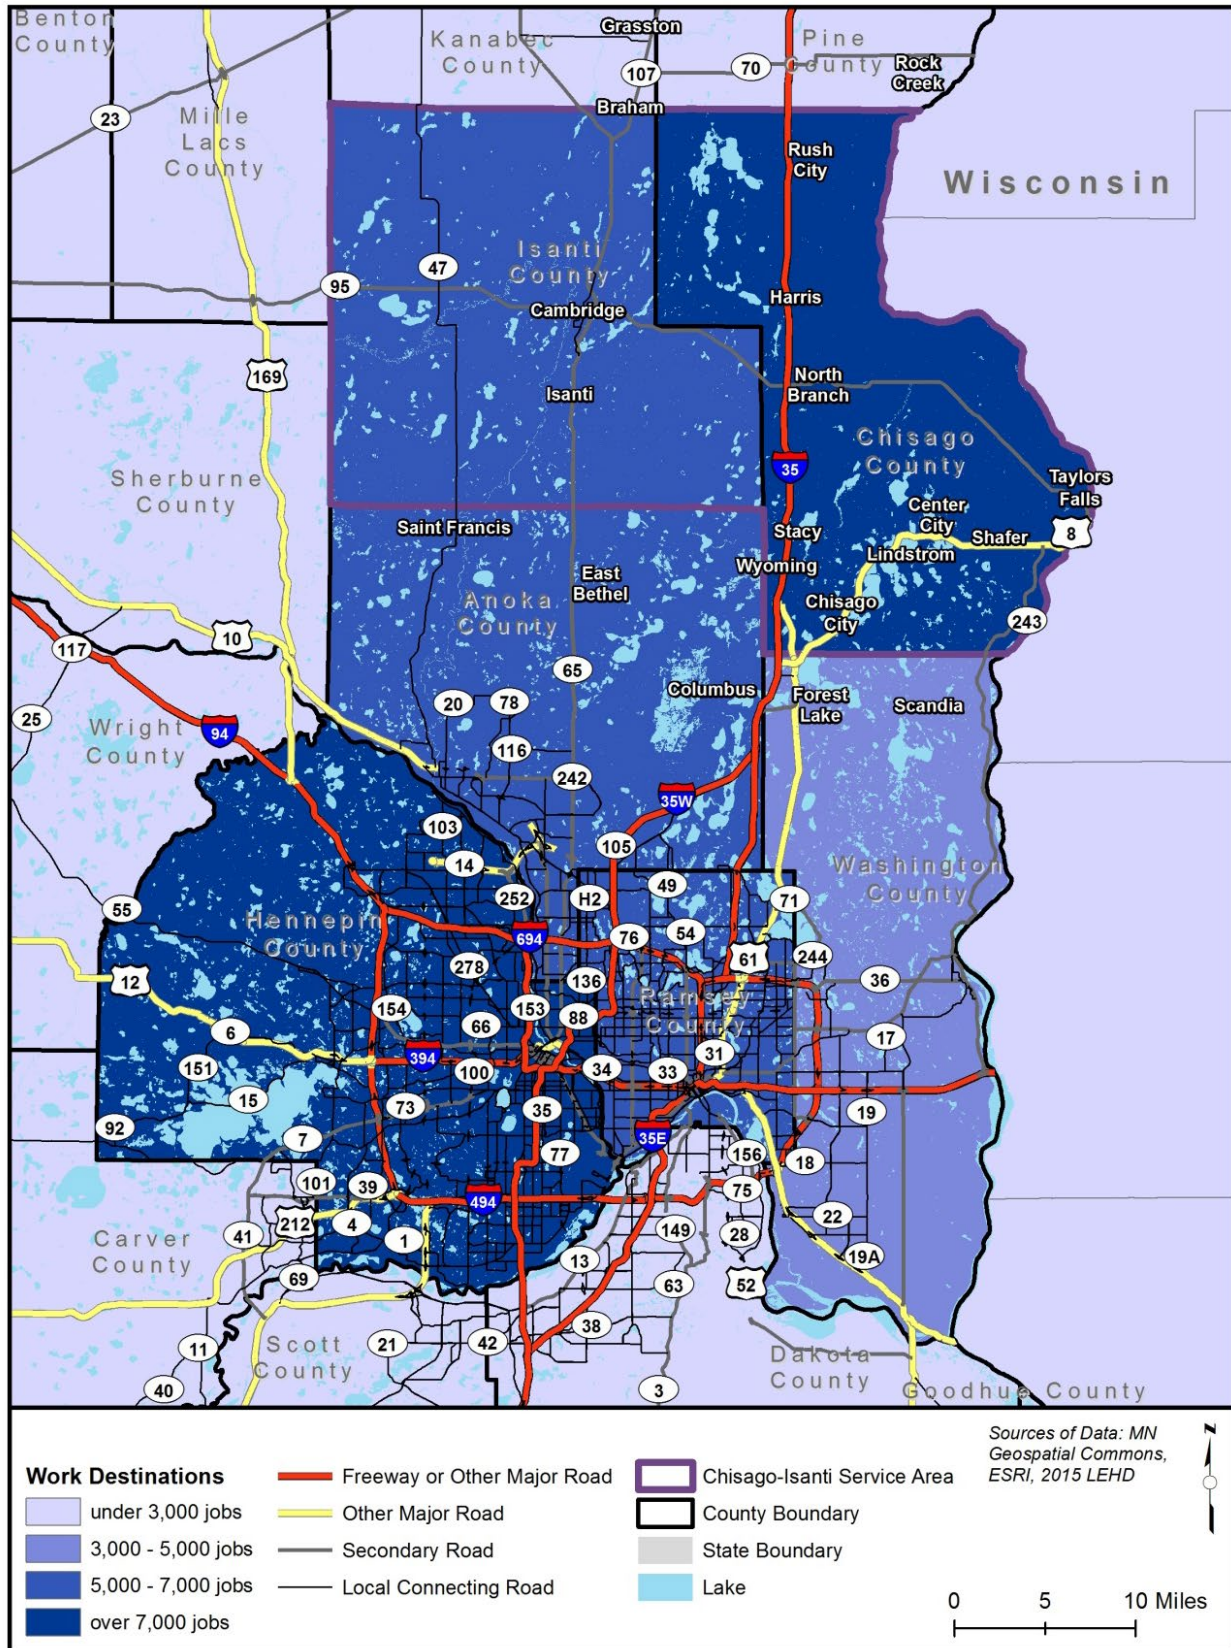 Benton
County
Grasston
Kanabec
County
Pine
County
Rock
Creek
107
70
Braham
23
Mille
Lacs
County
Rush
City
Wisconsin
Isanti
County
47
95
Harris
Cambridge
169
North
Branch
Isanti
Chisago
County
35
Taylors
Falls
Sherburne
County
Center
City
Saint Francis
Stacy
Shafer
8
Lindstrom
Wyoming
East
Bethel
Anoka
County
Chisago
City
243
10
117
65
Columbus
Forest
Lake
Scandia
20
78
25
Wright
County
94
116
242
35W
103
105
14
Washington
County
252
49
H2
71
55
Hennepin
County
694
76
54
61
244
278
12
136
36
Ramsey
County
154
153
88
66
6
17
394
31
151
100
34
33
15
73
35
19
92
7
35E
77
156
18
101
39
494
75
212
4
22
41
1
149
28
Carver
County
13
19A
69
63
52
38
Scott
County
21
42
11
Dakota
County
40
3
Goodhue County
Work Destinations
under 3,000 jobs
3,000 - 5,000 jobs
5,000 - 7,000 jobs
over 7,000 jobs
Freeway or Other Major Road
Other Major Road
Secondary Road
Local Connecting Road
Chisago-Isanti Service Area
County Boundary
State Boundary
Lake
Sources of Data: MN
Geospatial Commons,
ESRI, 2015 LEHD
N
0 5 10 Miles